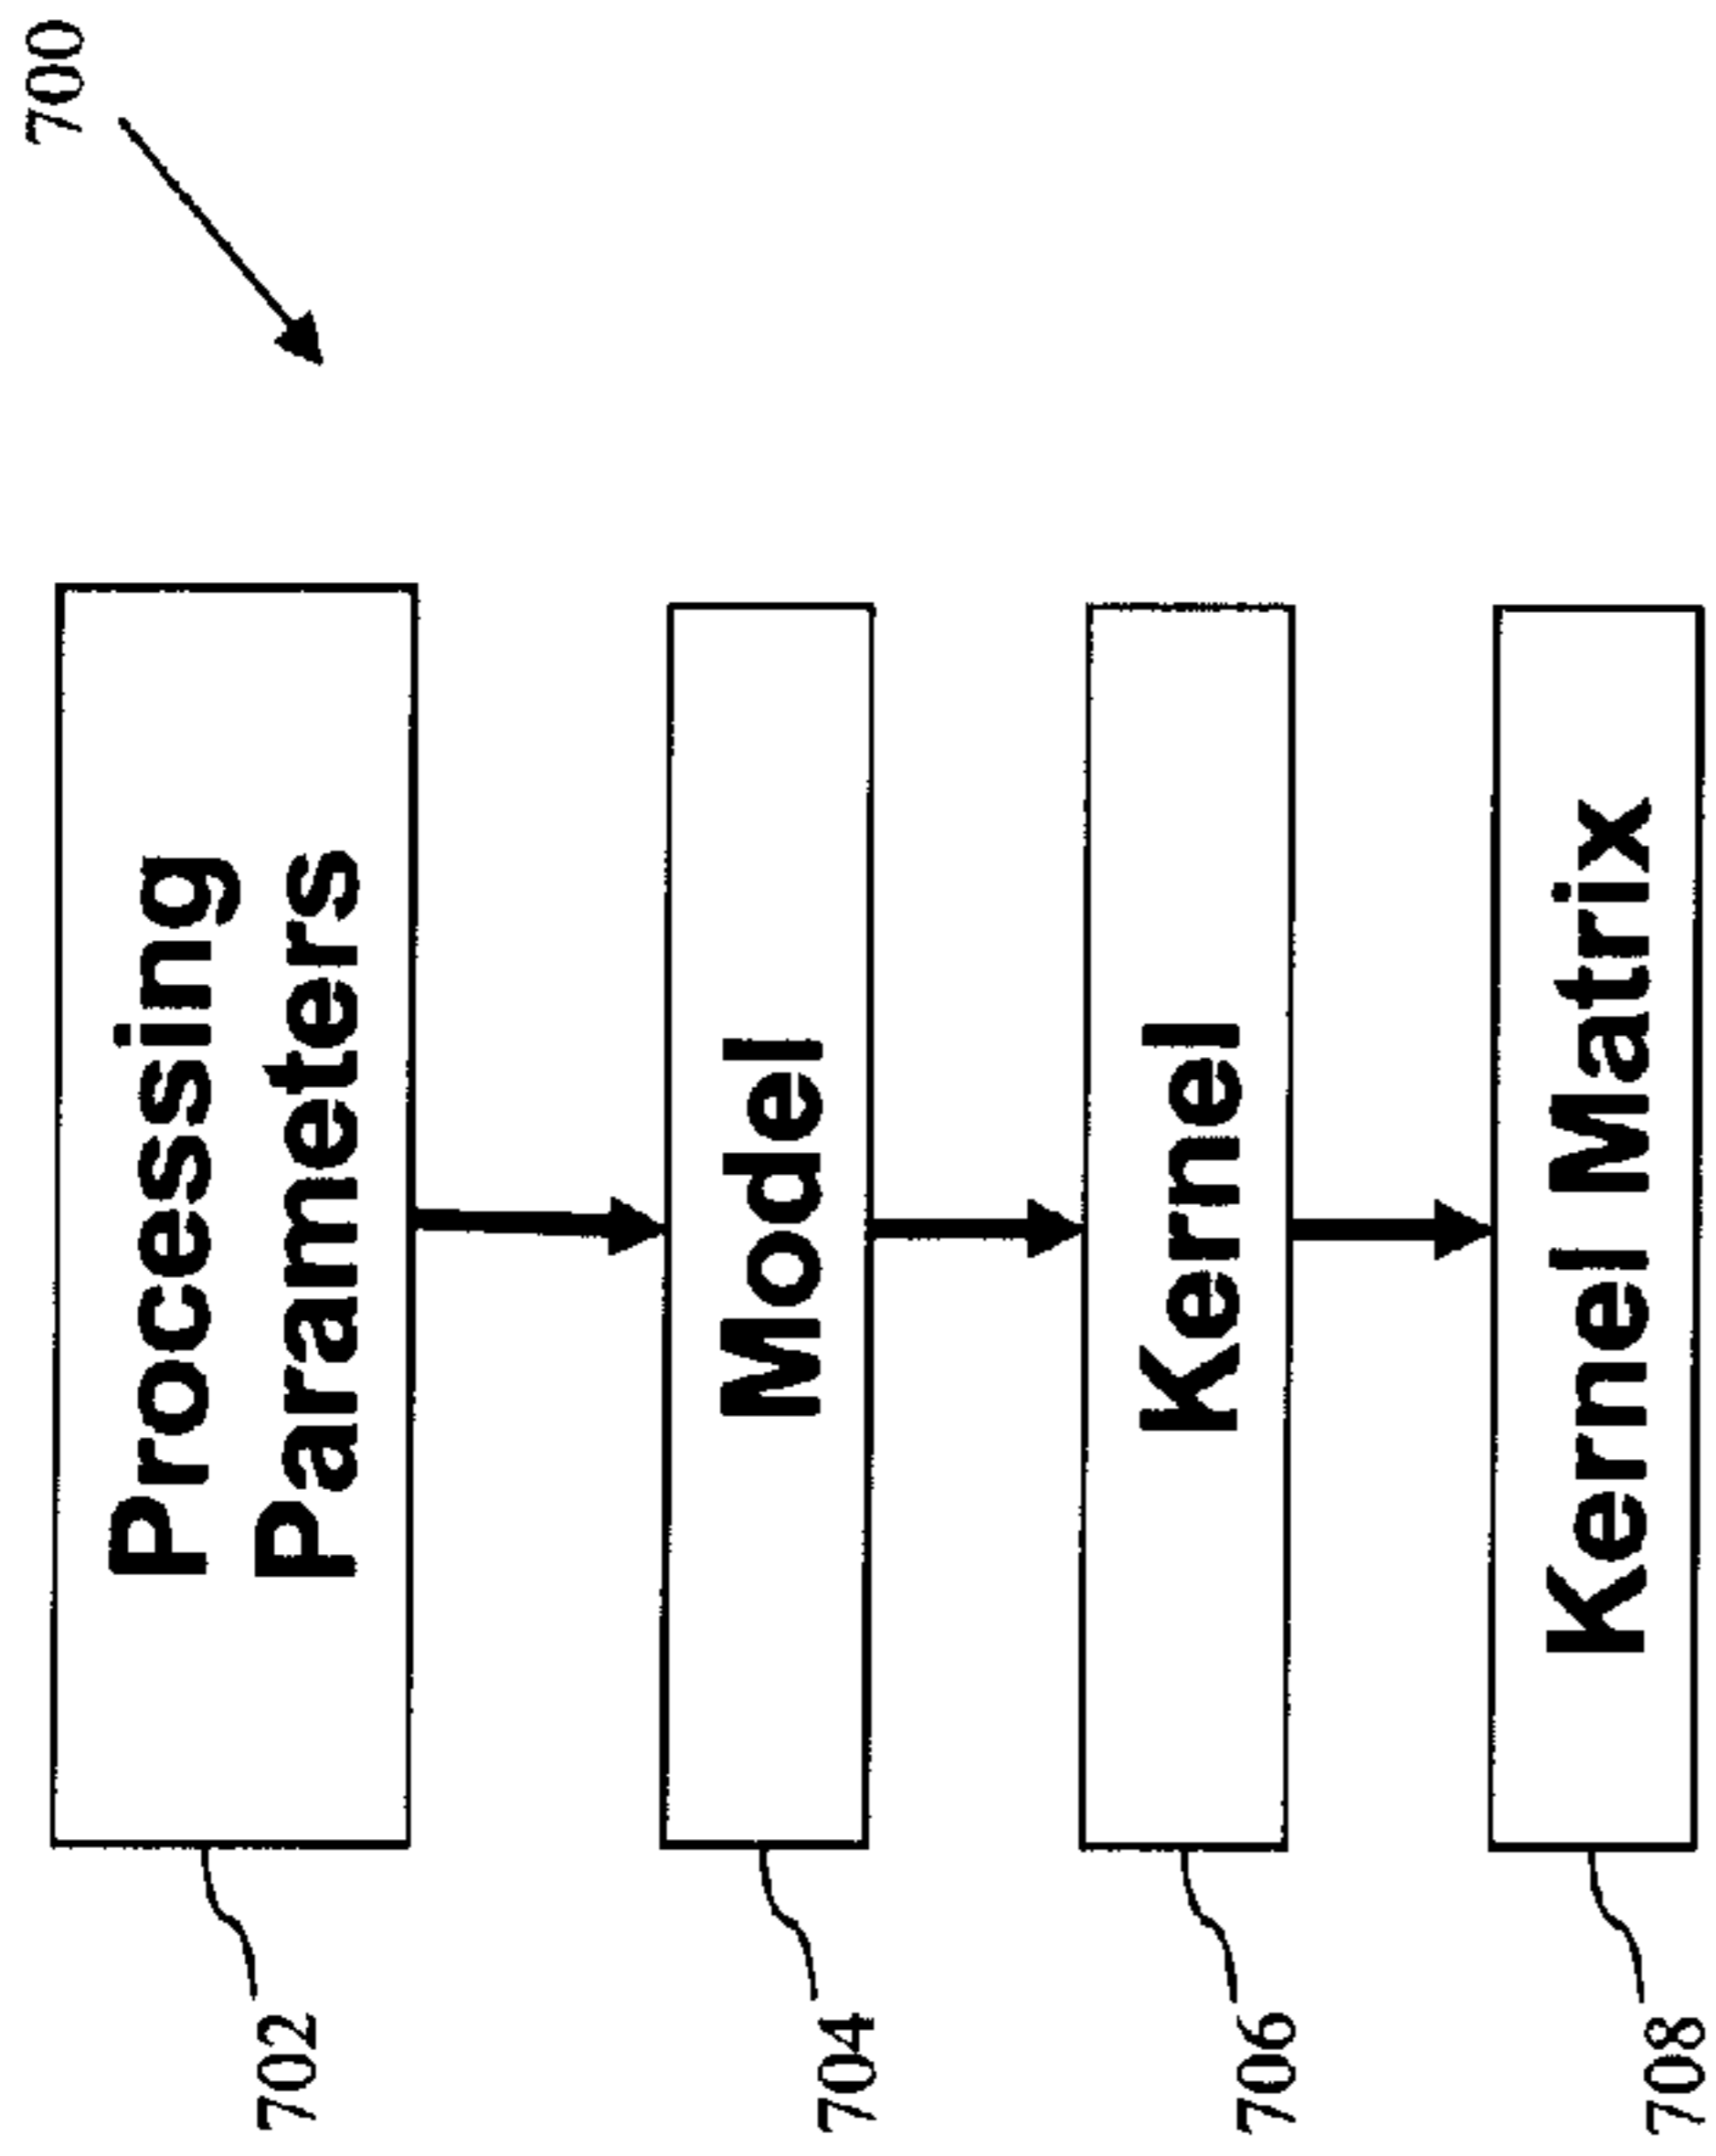 700
702
Processing
Parameters
704
Model
706
Kernel
708
Kernel Matrix